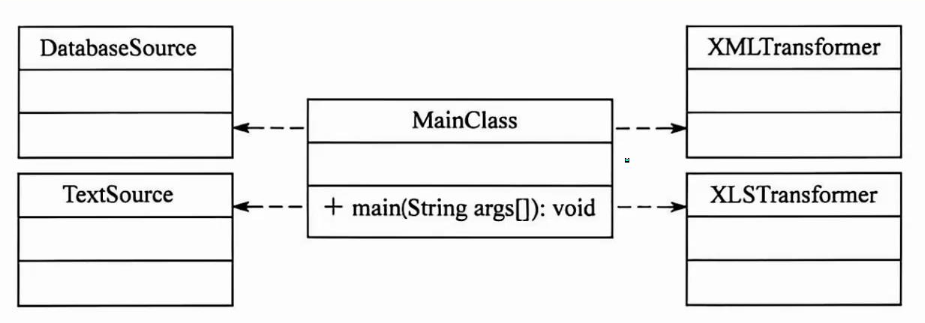 DatabaseSource
XMLTransformer
MainClass
TextSource
+ main(String args[]): void
XLSTransformer